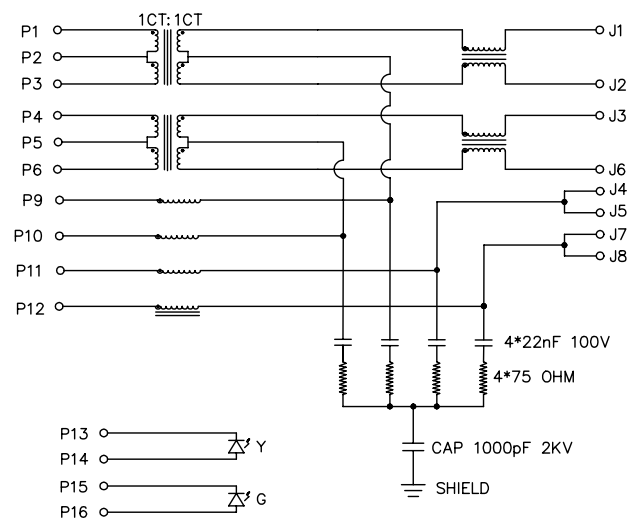 1CT:1CT
P1
J1
P2
P3
J2
P4
J3
P5
P6
J6
J4
P9
J5
P10
J7
J8
P11
P12
4*22nF 100V
4*75 OHM
P13
Y
P14
CAP 1000pF 2KV
P15
G
SHIELD
P16